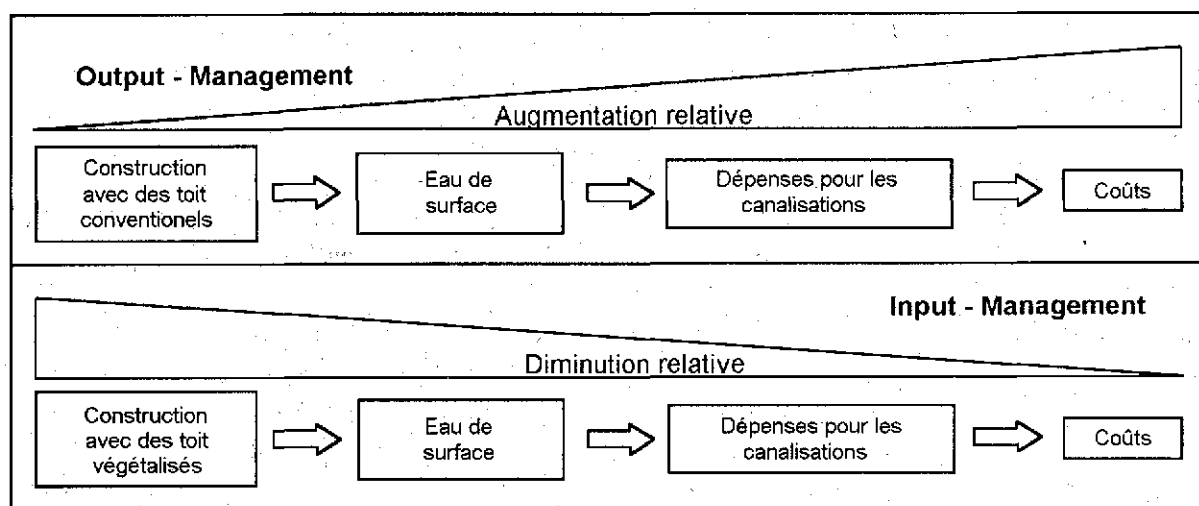 Output - Management
Augmentation relative
Construction
avec des toit
conventionels
Eau de
surface
Dépenses pour les
canalisations
Coûts
Input - Management
Diminution relative
Construction
avec des toit
végétalisés
Eau de
surface
Dépenses pour les
canalisations
Coûts